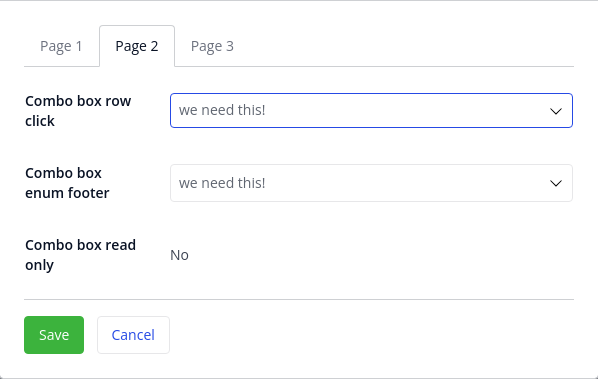 Page 1 Page 2 Page 3
Combo box row
click
we need this!
Combo box
enum footer
we need this!
Combo box read
only
No
Save Cancel